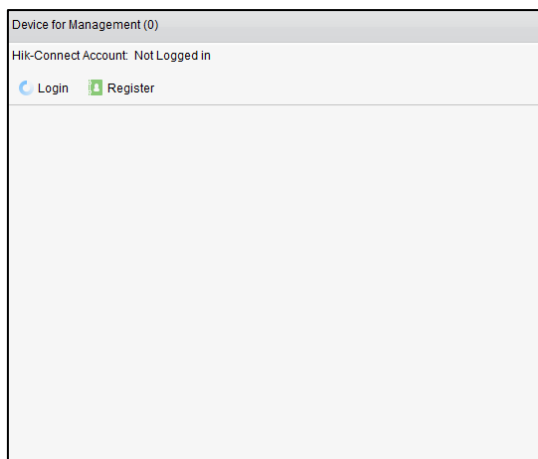 Device for Management (0)
Hik-Connect Account: Not Logged in
Login Register